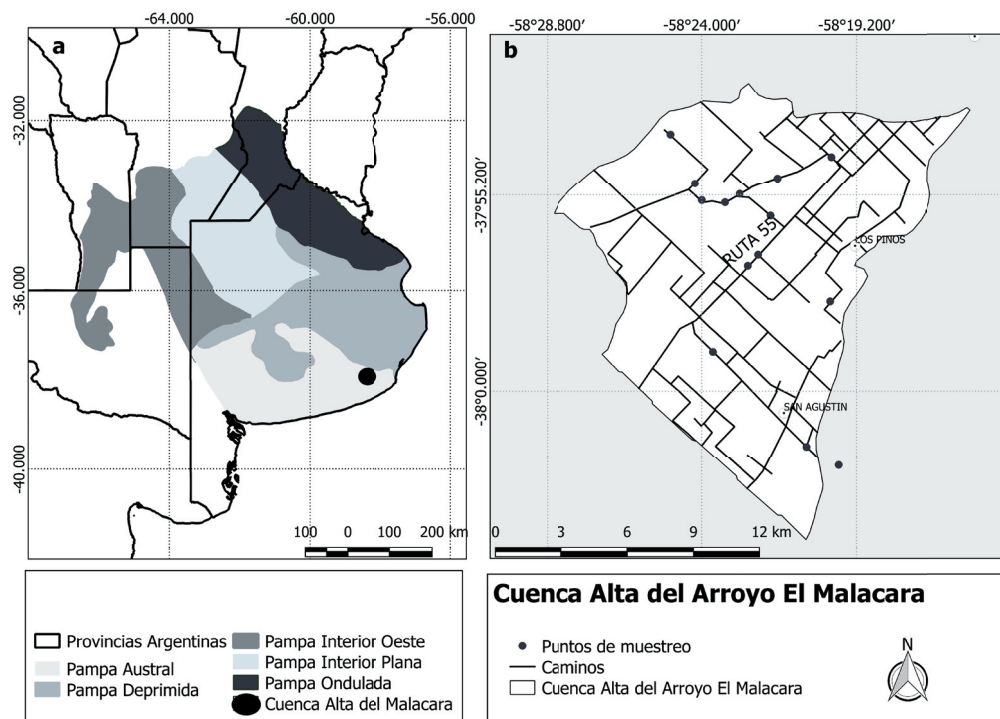 -64.000 -60.000 -56.000
a
-32.000
-36.000
-40.000
100 0 100 200 km
-58°28.800' -58°24.000' -58°19.200'
b
-37°55.200'
-38°0.000'
RUTA 55
LOS PINOS
SAN AGUSTIN
0 3 6 9 12 km
Provincias Argentinas
Pampa Austral
Pampa Deprimida
Pampa Interior Oeste
Pampa Interior Plana
Pampa Ondulada
Cuenca Alta del Malacara
Cuenca Alta del Arroyo El Malacara
Puntos de muestreo
Caminos
Cuenca Alta del Arroyo El Malacara
N